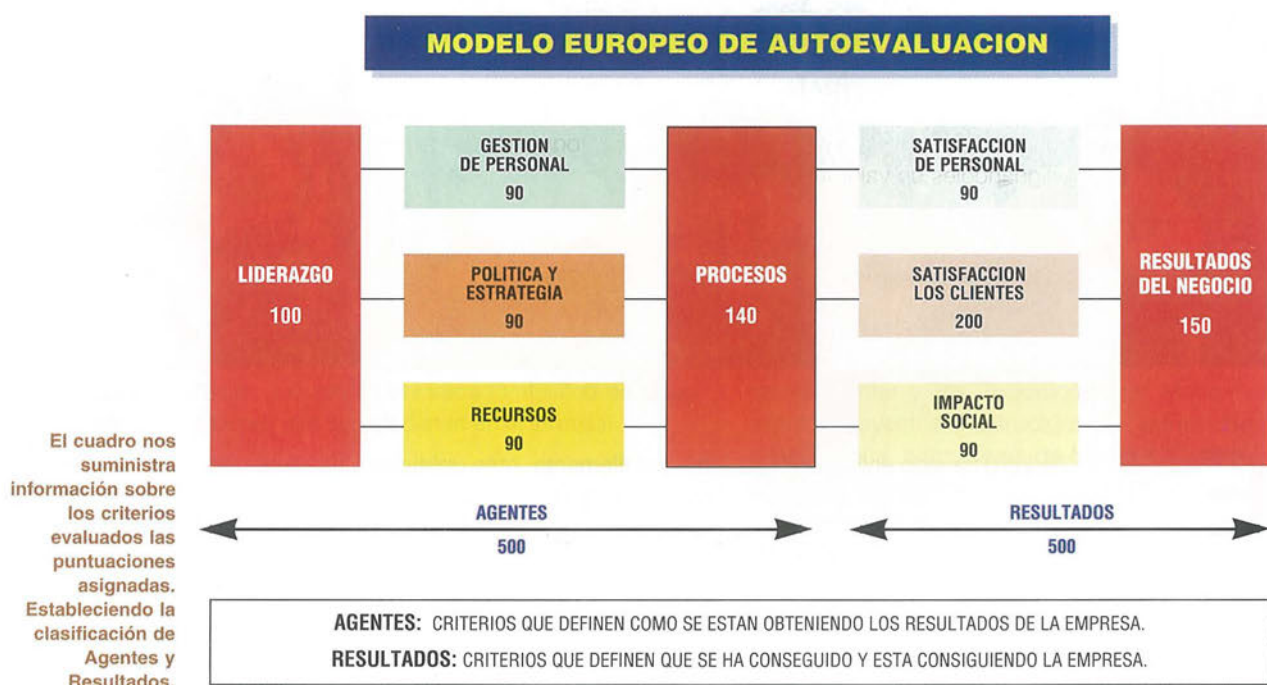 MODELO EUROPEO DE AUTOEVALUACION
LIDERAZGO
100
GESTION
DE PERSONAL
90
POLITICA Y
ESTRATEGIA
90
RECURSOS
90
PROCESOS
140
SATISFACCION
DE PERSONAL
90
SATISFACCION
LOS CLIENTES
200
IMPACTO
SOCIAL
90
RESULTADOS
DEL NEGOCIO
150
AGENTES
500
RESULTADOS
500
El cuadro nos
suministra
información sobre
los criterios
evaluados las
puntuaciones
asignadas.
Estableciendo la
clasificación de
Agentes y
Resultados.
AGENTES: CRITERIOS QUE DEFINEN COMO SE ESTAN OBTENIENDO LOS RESULTADOS DE LA EMPRESA.
RESULTADOS: CRITERIOS QUE DEFINEN QUE SE HA CONSEGUIDO Y ESTA CONSIGUIENDO LA EMPRESA.